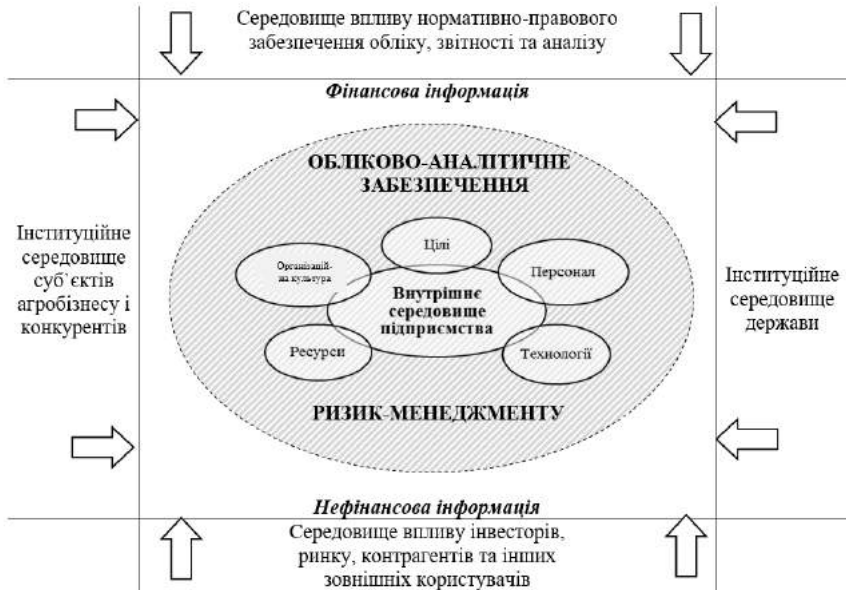 Середовище впливу нормативно-правового
забезпечення обліку, звітності та аналізу
Фінансова інформація
ОБЛІКОВО-АНАЛІТИЧНЕ
ЗАБЕЗПЕЧЕННЯ
Цілі
Організацій-
на культура
Персонал
Внутрішнє
середовище
підприємства
Ресурси
Технології
РИЗИК-МЕНЕДЖМЕНТУ
Інституційне
середовище
суб`єктів
агробізнесу і
конкурентів
Інституційне
середовище
держави
Нефінансова інформація
Середовище впливу інвесторів,
ринку, контрагентів та інших
зовнішніх користувачів